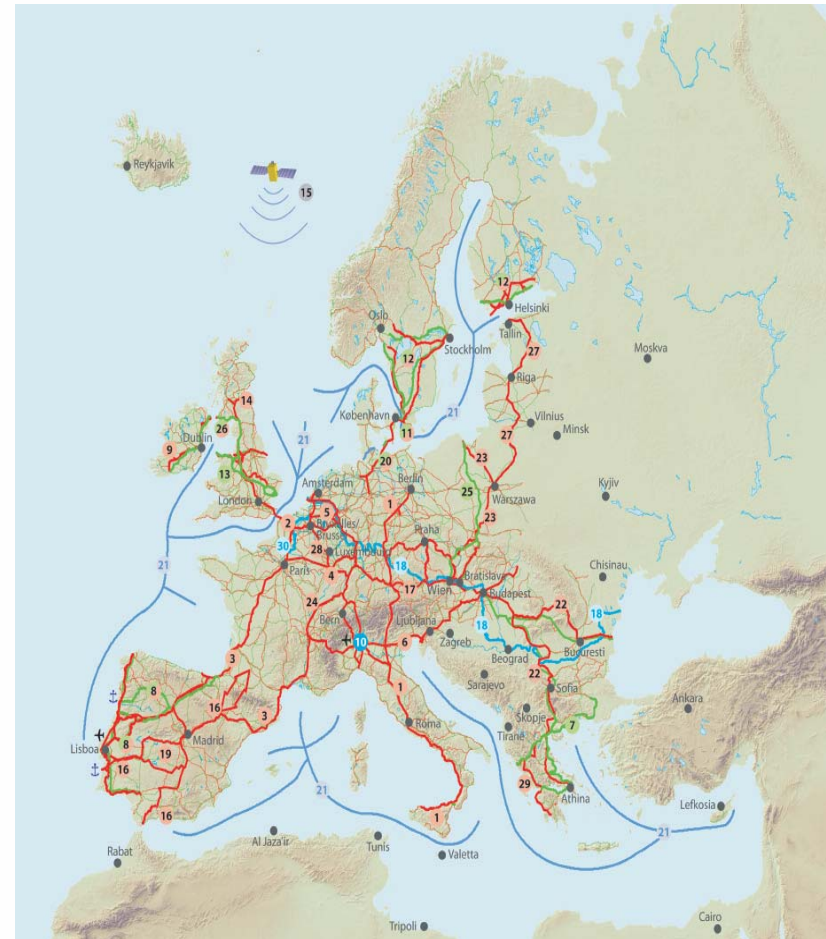 Reykjavik
15
12
Helsinki
Oslo
Tallin
Stockholm
12
27
Moskva
Riga
14
København
21
11
Vilnius
Minsk
26
21
27
9
Dublin
20
23
13
Amsterdam
Berlin
25
Warszawa
Kyjiv
London
5
1
2
Bruxelles/
Brussel
23
30
28
Luxembourg
Praha
Paris
4
18
Chisinau
21
17
Wien
Bratislava
Budapest
24
22
18
Bern
Ljubljana
10
6
Zagreb
18
Bucuresti
3
Beograd
22
8
1
Sarajevo
Sofia
16
3
Roma
Skopje
7
Ankara
Lisboa
8
Madrid
Tirane
19
16
29
Athina
21
Lefkosia
16
1
21
Rabat
Al Jaza'ir
Tunis
Valetta
Tripoli
Cairo